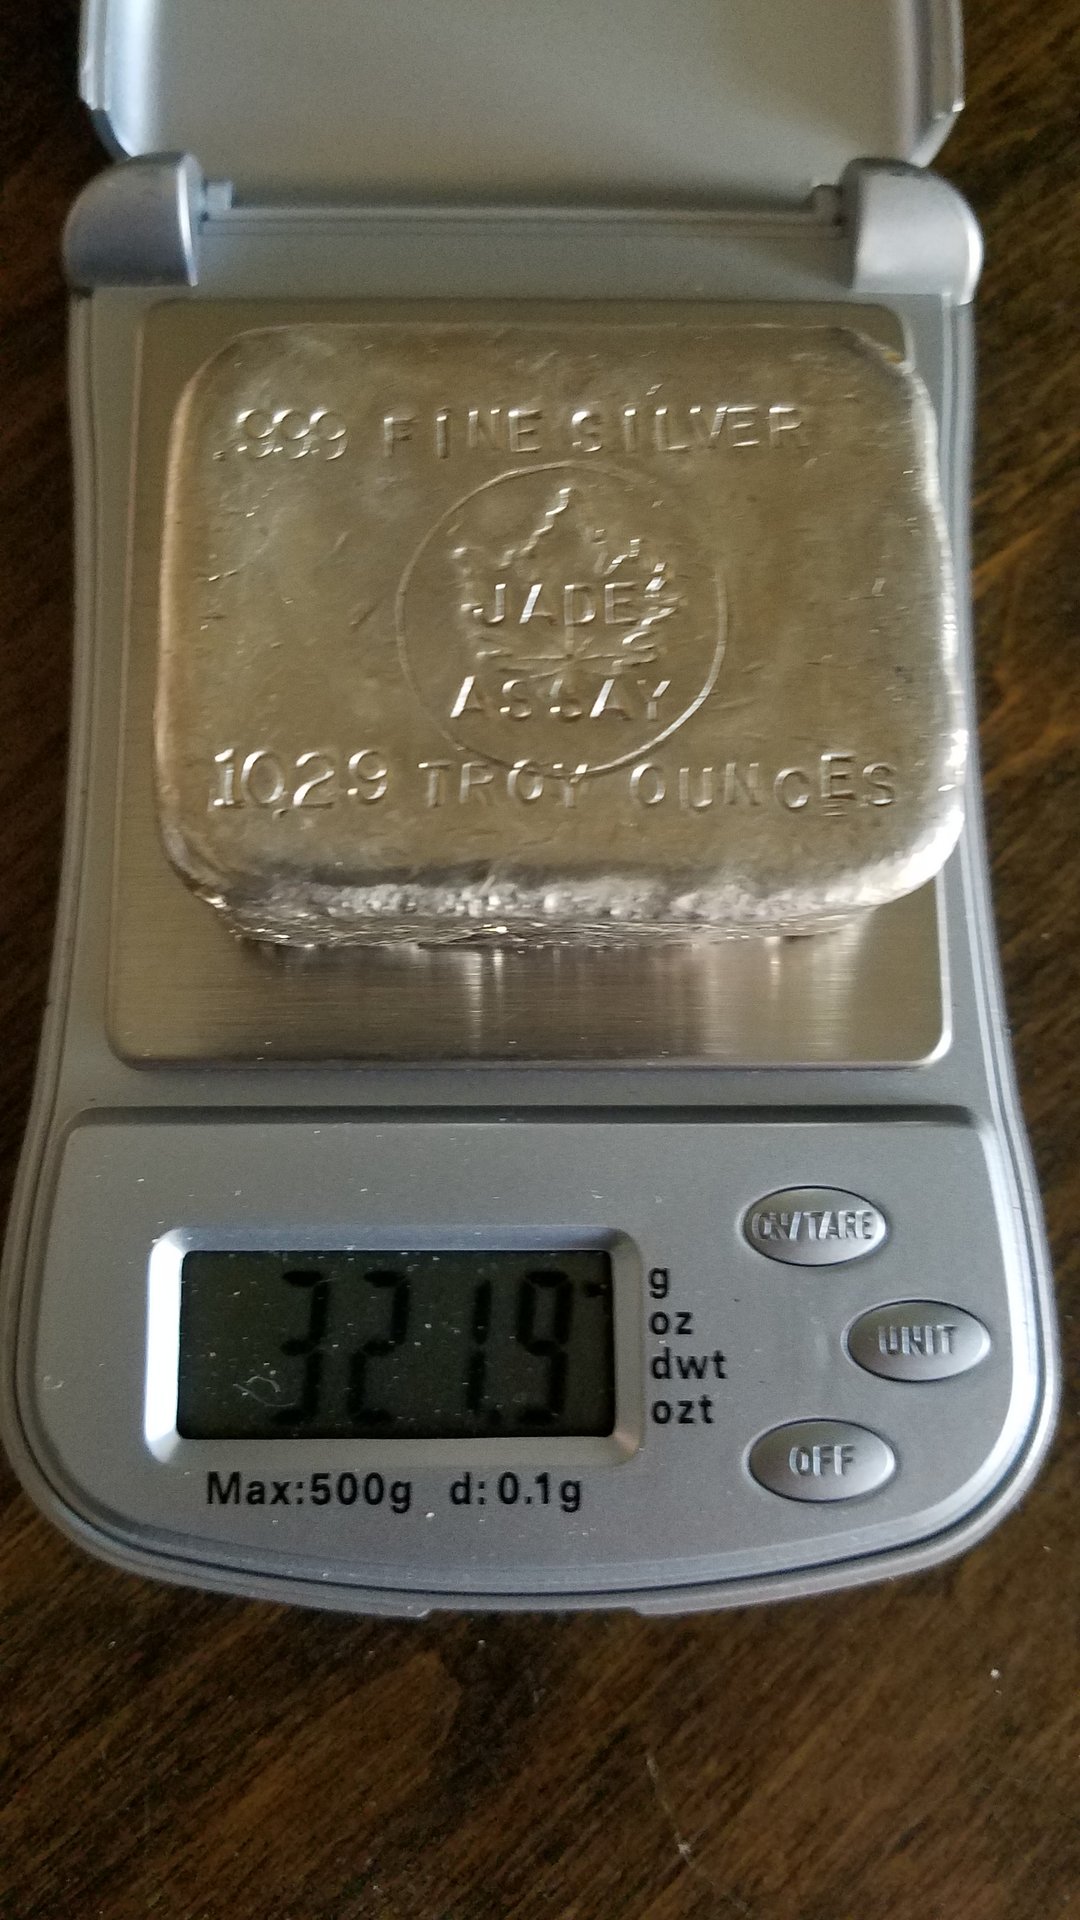 .999 FINE SILVER
JADE
ASSAY
10.29 TROY OUNCES
ON/TARE
321.9
g
oz
UNIT
dwt
ozt
OFF
Max:500g d:0.1g